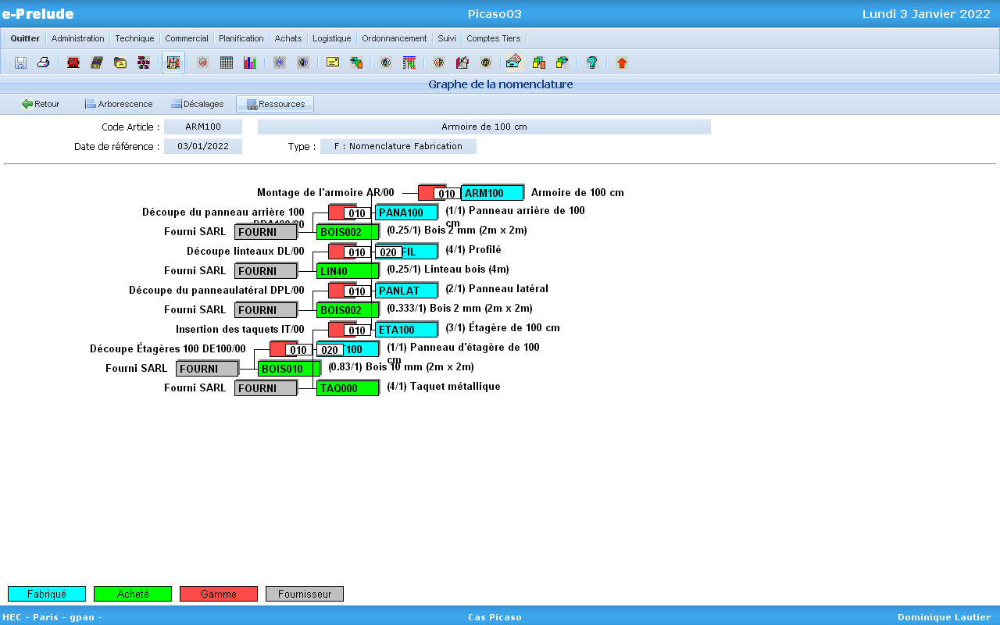 e-Prelude Picaso03 Lundi 3 Janvier 2022
Quitter Administration Technique Commercial Planification Achats Logistique Ordonnancement Suivi Comptes Tiers
Graphe de la nomenclature
Retour Arborescence Décalages Ressources
Code Article : ARM100 Armoire de 100 cm
Date de référence : 03/01/2022 Type : F : Nomenclature Fabrication
Montage de l'armoire AR/00 010 ARM100 Armoire de 100 cm
Découpe du panneau arrière 100 010 PANA100 (1/1) Panneau arrière de 100
cm
Fourni SARL FOURNI BOIS002 (0.25/1) Bois 2 mm (2m x 2m)
Découpe linteaux DL/00 010 020 FIL (4/1) Profilé
Fourni SARL FOURNI LIN40 (0.25/1) Linteau bois (4m)
Découpe du panneaulatéral DPL/00 010 PANLAT (2/1) Panneau latéral
Fourni SARL FOURNI BOIS002 (0.333/1) Bois 2 mm (2m x 2m)
Insertion des taquets IT/00 010 ETA100 (3/1) Étagère de 100 cm
Découpe Étagères 100 DE100/00 010 020 100 (1/1) Panneau d'étagère de 100
cm
Fourni SARL FOURNI BOIS010 (0.83/1) Bois 10 mm (2m x 2m)
Fourni SARL FOURNI TAQ000 (4/1) Taquet métallique
Fabriqué Acheté Gamme Fournisseur
HEC - Paris - gpao - Cas Picaso Dominique Lautier